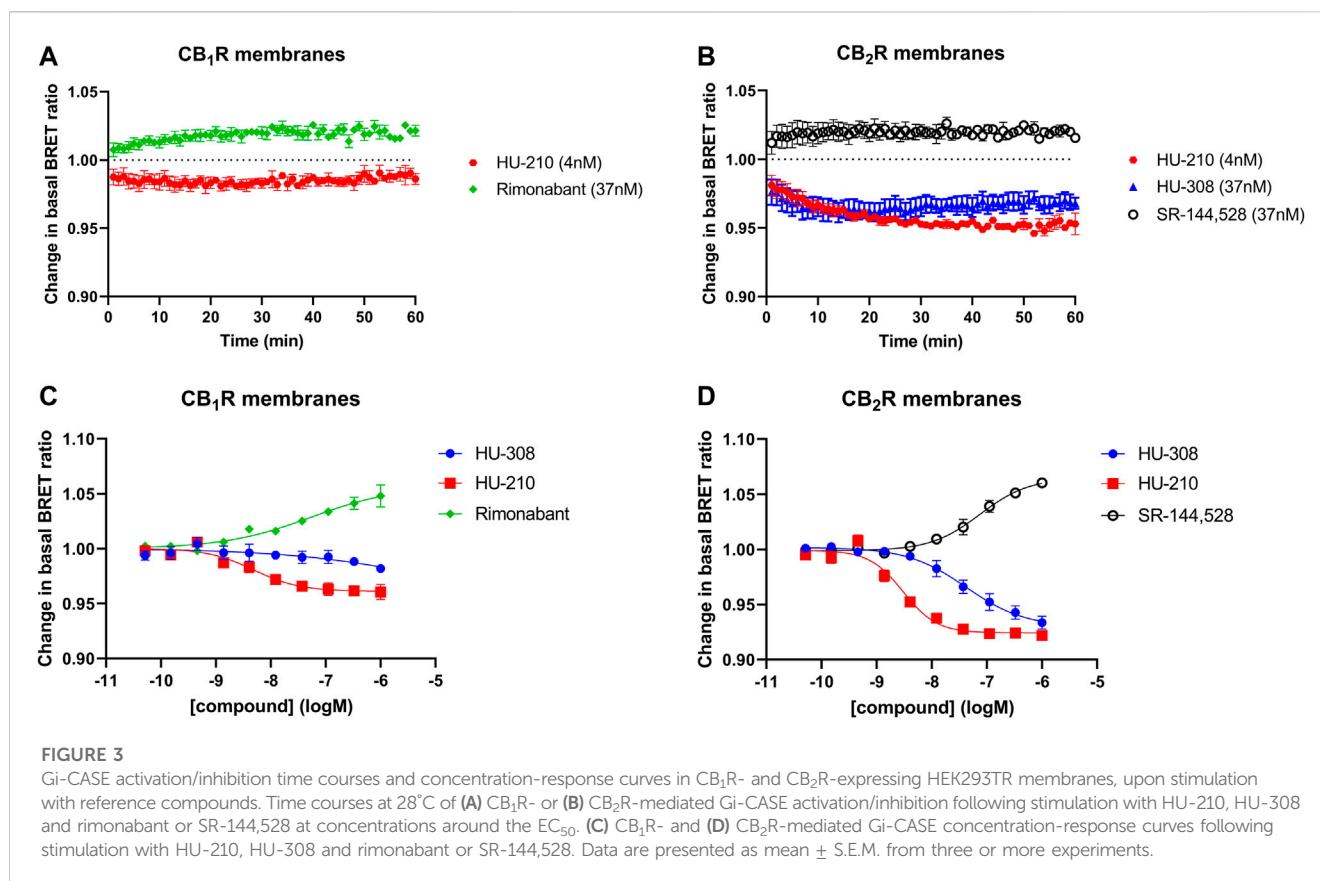 A
CB₁R membranes
Change in basal BRET ratio
1.05
1.00
0.95
0.90
0 10 20 30 40 50 60
Time (min)
HU-210 (4nM)
Rimonabant (37nM)
B
CB₂R membranes
Change in basal BRET ratio
1.05
1.00
0.95
0.90
0 10 20 30 40 50 60
Time (min)
HU-210 (4nM)
HU-308 (37nM)
SR-144,528 (37nM)
C
CB₁R membranes
Change in basal BRET ratio
1.10
1.05
1.00
0.95
0.90
-11 -10 -9 -8 -7 -6 -5
[compound] (logM)
HU-308
HU-210
Rimonabant
D
CB₂R membranes
Change in basal BRET ratio
1.10
1.05
1.00
0.95
0.90
-11 -10 -9 -8 -7 -6 -5
[compound] (logM)
HU-308
HU-210
SR-144,528
FIGURE 3
Gi-CASE activation/inhibition time courses and concentration-response curves in CB₁R- and CB₂R-expressing HEK293TR membranes, upon stimulation
with reference compounds. Time courses at 28°C of (A) CB₁R- or (B) CB₂R-mediated Gi-CASE activation/inhibition following stimulation with HU-210, HU-308
and rimonabant or SR-144,528 at concentrations around the EC₅₀. (C) CB₁R- and (D) CB₂R-mediated Gi-CASE concentration-response curves following
stimulation with HU-210, HU-308 and rimonabant or SR-144,528. Data are presented as mean ± S.E.M. from three or more experiments.